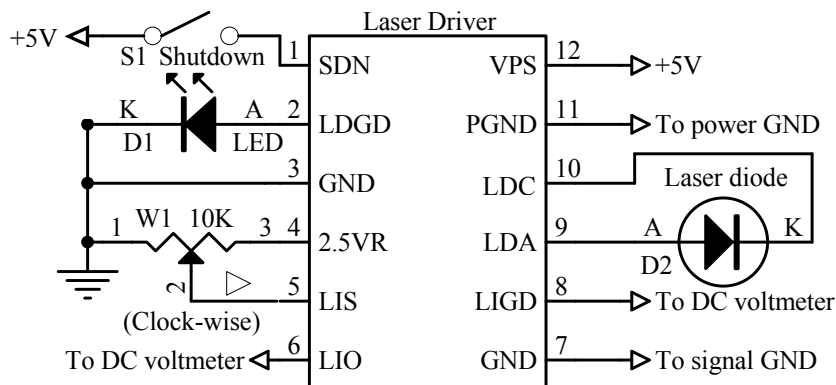 Laser Driver
+5V
S1 Shutdown
1
SDN
VPS
12
+5V
K
A
2
LDGD
PGND
11
To power GND
D1
LED
3
GND
LDC
10
Laser diode
1
W1
10K
3
4
2.5VR
LDA
9
A
K
D2
2
5
LIS
LIGD
8
To DC voltmeter
(Clock-wise)
To DC voltmeter
6
LIO
GND
7
To signal GND